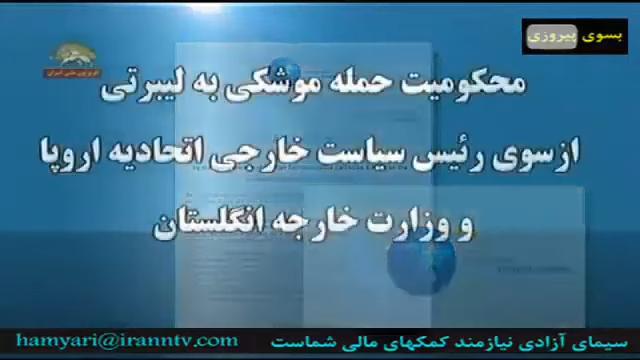 بسوی پیروزی
محکومیت حمله موشکی به لیبرتی
ازسوی رئیس سیاست خارجی اتحادیه اروپا
و وزارت خارجه انگلستان
سیمای آزادی نیازمند کمکهای مالی شماست hamyari@iranntv.com